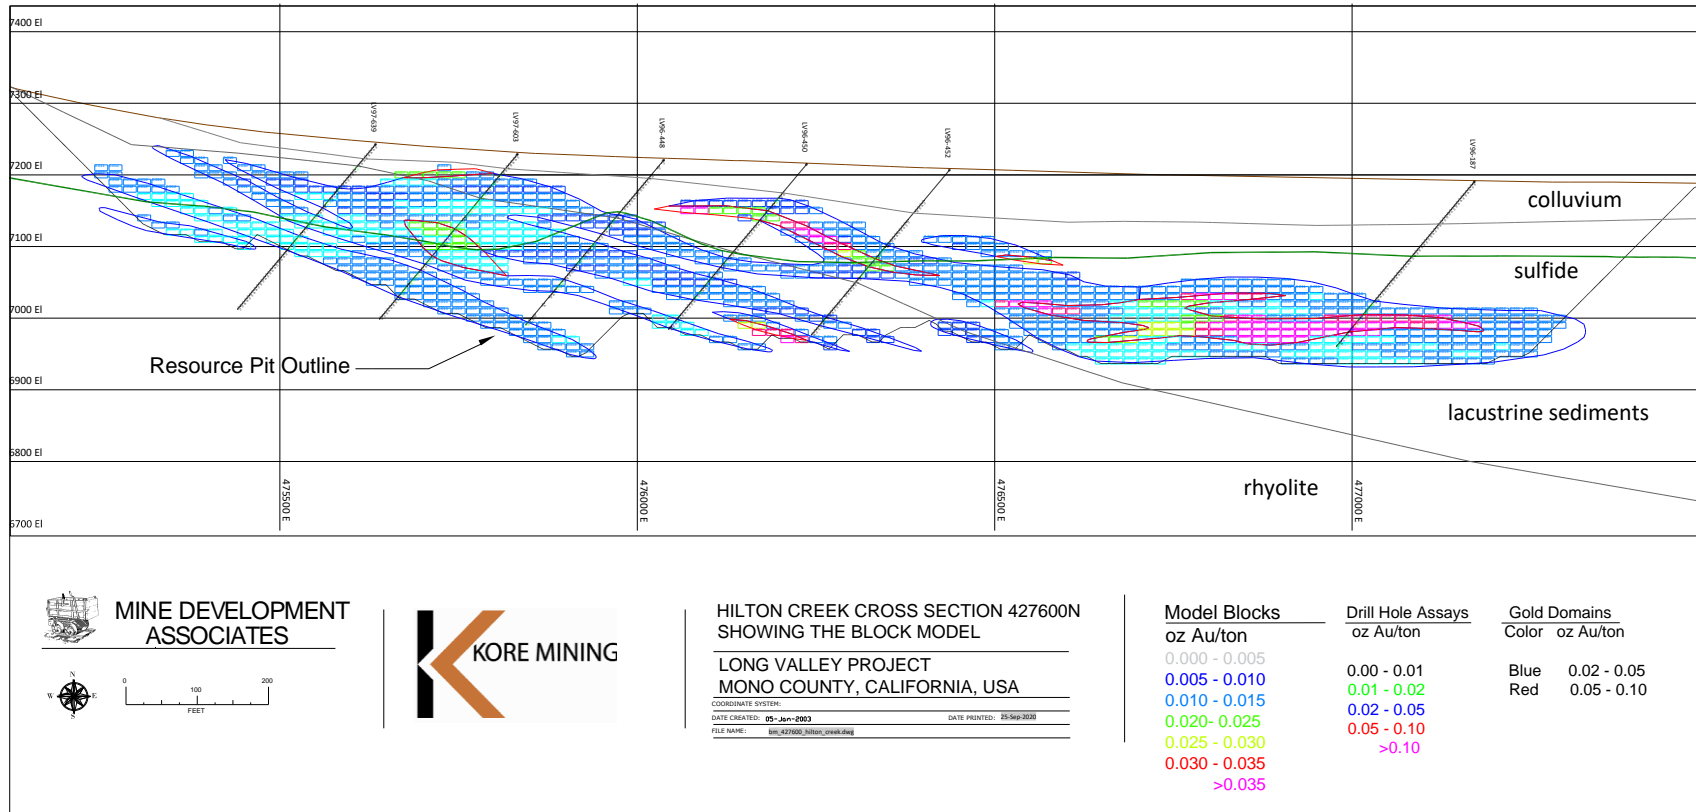 7400 El
7300 El
7200 El
7100 El
7000 El
6900 El
6800 El
6700 El
LV97-639
LV97-603
LV96-448
LV96-450
LV96-452
LV96-187
colluvium
sulfide
lacustrine sediments
rhyolite
Resource Pit Outline
475500 E
476000 E
476500 E
477000 E
MINE DEVELOPMENT
ASSOCIATES
N
W E
S
0 100 200
FEET
KORE MINING
HILTON CREEK CROSS SECTION 427600N
SHOWING THE BLOCK MODEL
LONG VALLEY PROJECT
MONO COUNTY, CALIFORNIA, USA
COORDINATE SYSTEM:
DATE CREATED: 05-Jan-2003 DATE PRINTED: 25-Sep-2020
FILE NAME: bm_427600_hilton_creek.dwg
Model Blocks
oz Au/ton
0.000 - 0.005
0.005 - 0.010
0.010 - 0.015
0.020- 0.025
0.025 - 0.030
0.030 - 0.035
>0.035
Drill Hole Assays
oz Au/ton
0.00 - 0.01
0.01 - 0.02
0.02 - 0.05
0.05 - 0.10
>0.10
Gold Domains
Color oz Au/ton
Blue 0.02 - 0.05
Red 0.05 - 0.10